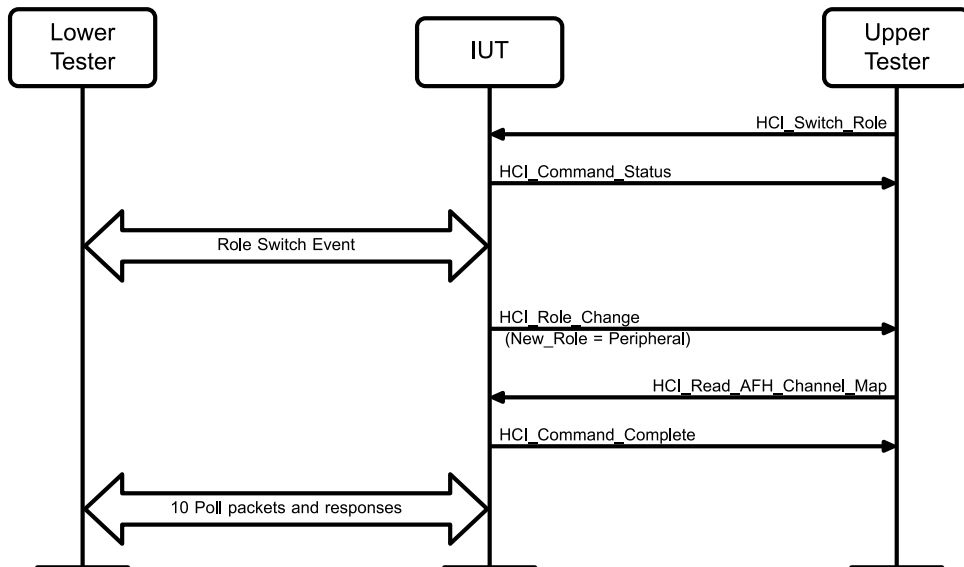 Lower
Tester
IUT
Upper
Tester
HCI_Switch_Role
HCI_Command_Status
Role Switch Event
HCI_Role_Change
(New_Role = Peripheral)
HCI_Read_AFH_Channel_Map
HCI_Command_Complete
10 Poll packets and responses